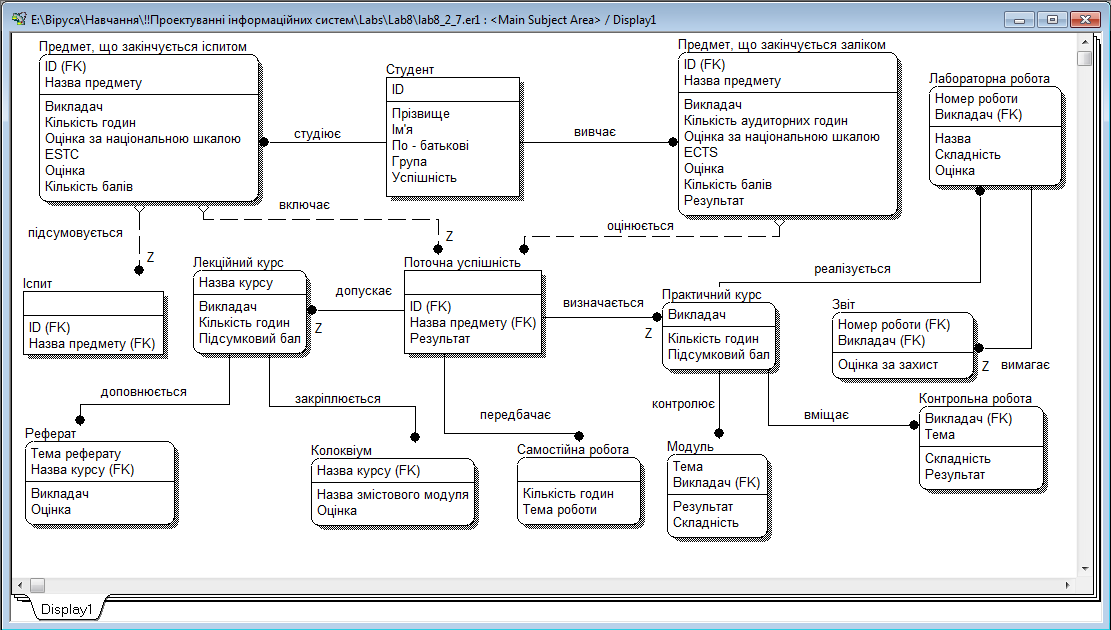 E:\Віруся\Навчання\!!Проектуванні інформаційних систем\Labs\Lab8\lab8_2_7.er1 : <Main Subject Area> / Display1
Предмет, що закінчується іспитом
ID (FK)
Назва предмету
Викладач
Кількість годин
Оцінка за національною шкалою
ESTC
Оцінка
Кількість балів
Студент
ID
Прізвище
Ім'я
По - батькові
Група
Успішність
Предмет, що закінчується заліком
ID (FK)
Назва предмету
Викладач
Кількість аудиторних годин
Оцінка за національною шкалою
ECTS
Оцінка
Кількість балів
Результат
Лабораторна робота
Номер роботи
Викладач (FK)
Назва
Складність
Оцінка
студіює
вивчає
включає
підсумовується
оцінюється
Z
Z
реалізується
Іспит
ID (FK)
Назва предмету (FK)
Лекційний курс
Назва курсу
Викладач
Кількість годин
Підсумковий бал
допускає
Z
Поточна успішність
ID (FK)
Назва предмету (FK)
Результат
визначається
Z
Практичний курс
Викладач
Кількість годин
Підсумковий бал
Звіт
Номер роботи (FK)
Викладач (FK)
Оцінка за захист
Z
вимагає
доповнюється
закріплюється
передбачає
контролює
вміщає
Реферат
Тема реферату
Назва курсу (FK)
Викладач
Оцінка
Колоквіум
Назва курсу (FK)
Назва змістового модуля
Оцінка
Самостійна робота
Кількість годин
Тема роботи
Модуль
Тема
Викладач (FK)
Результат
Складність
Контрольна робота
Викладач (FK)
Тема
Складність
Результат
Display1